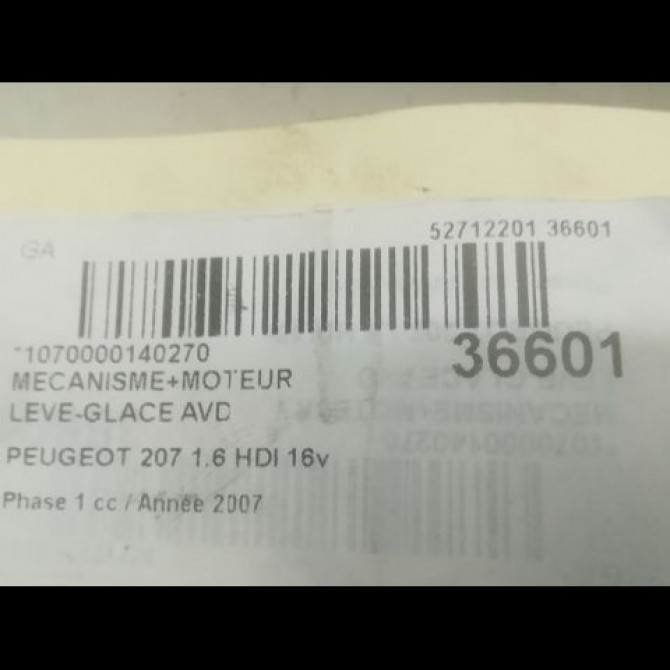 GA
52712201 36601
36601
1070000140270
MECANISME+MOTEUR
LEVE-GLACE AVD
PEUGEOT 207 1.6 HDI 16v
Phase 1 cc / Année 2007